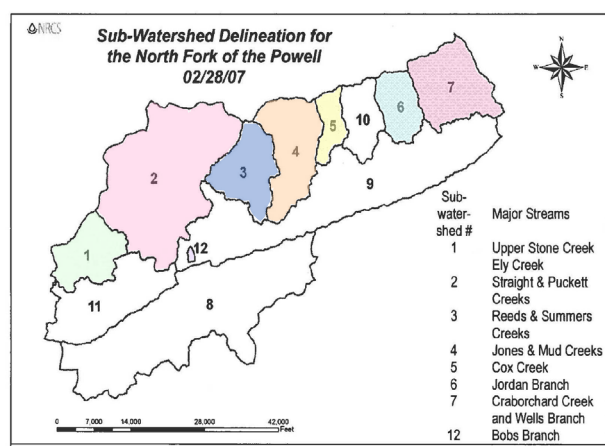 NRCS
Sub-Watershed Delineation for
the North Fork of the Powell
02/28/07
N
W E
S
7
6
10
5
4
3
9
2
12
1
11
8
Sub-
water-
shed # Major Streams
1 Upper Stone Creek
Ely Creek
2 Straight & Puckett
Creeks
3 Reeds & Summers
Creeks
4 Jones & Mud Creeks
5 Cox Creek
6 Jordan Branch
7 Craborchard Creek
and Wells Branch
12 Bobs Branch
0 7,000 14,000 28,000 42,000
Feet